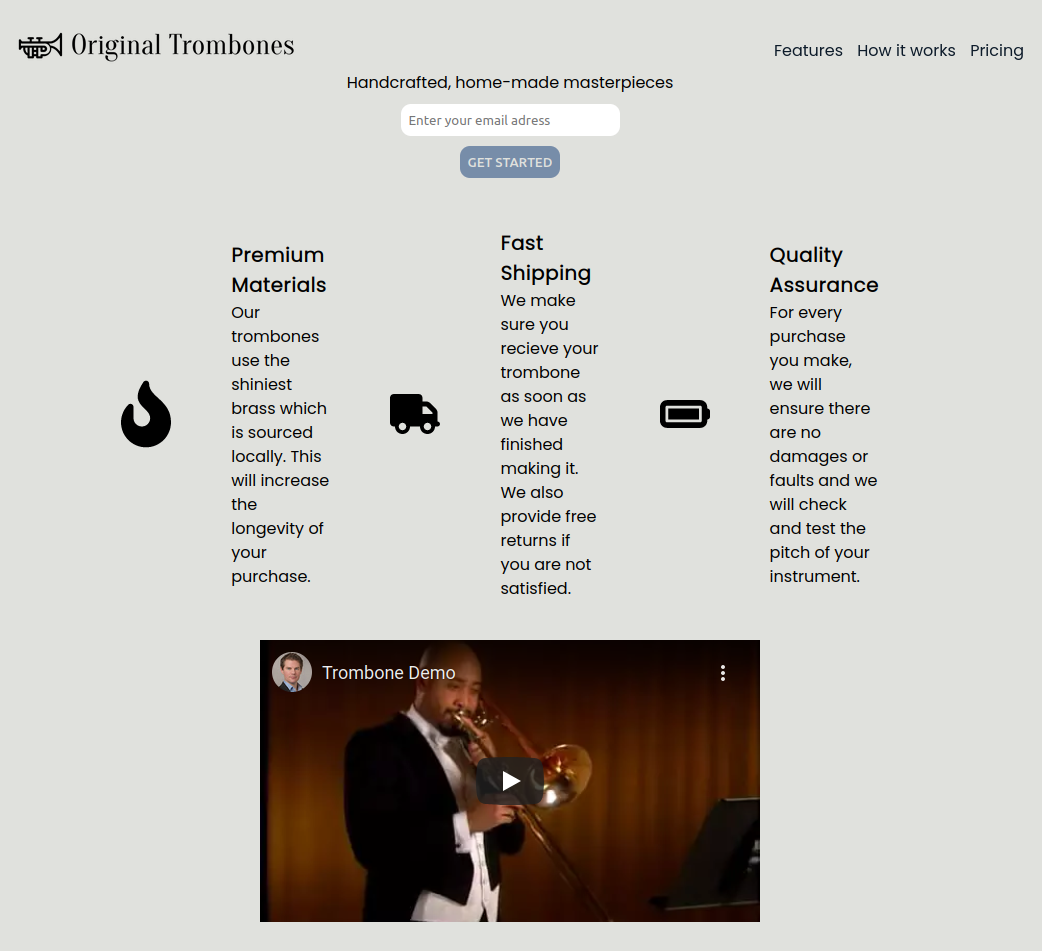 Original Trombones
Features How it works Pricing
Handcrafted, home-made masterpieces
Enter your email adress
GET STARTED
Premium
Materials
Our
trombones
use the
shiniest
brass which
is sourced
locally. This
will increase
the
longevity of
your
purchase.
Fast
Shipping
We make
sure you
recieve your
trombone
as soon as
we have
finished
making it.
We also
provide free
returns if
you are not
satisfied.
Quality
Assurance
For every
purchase
you make,
we will
ensure there
are no
damages or
faults and we
will check
and test the
pitch of your
instrument.
Trombone Demo